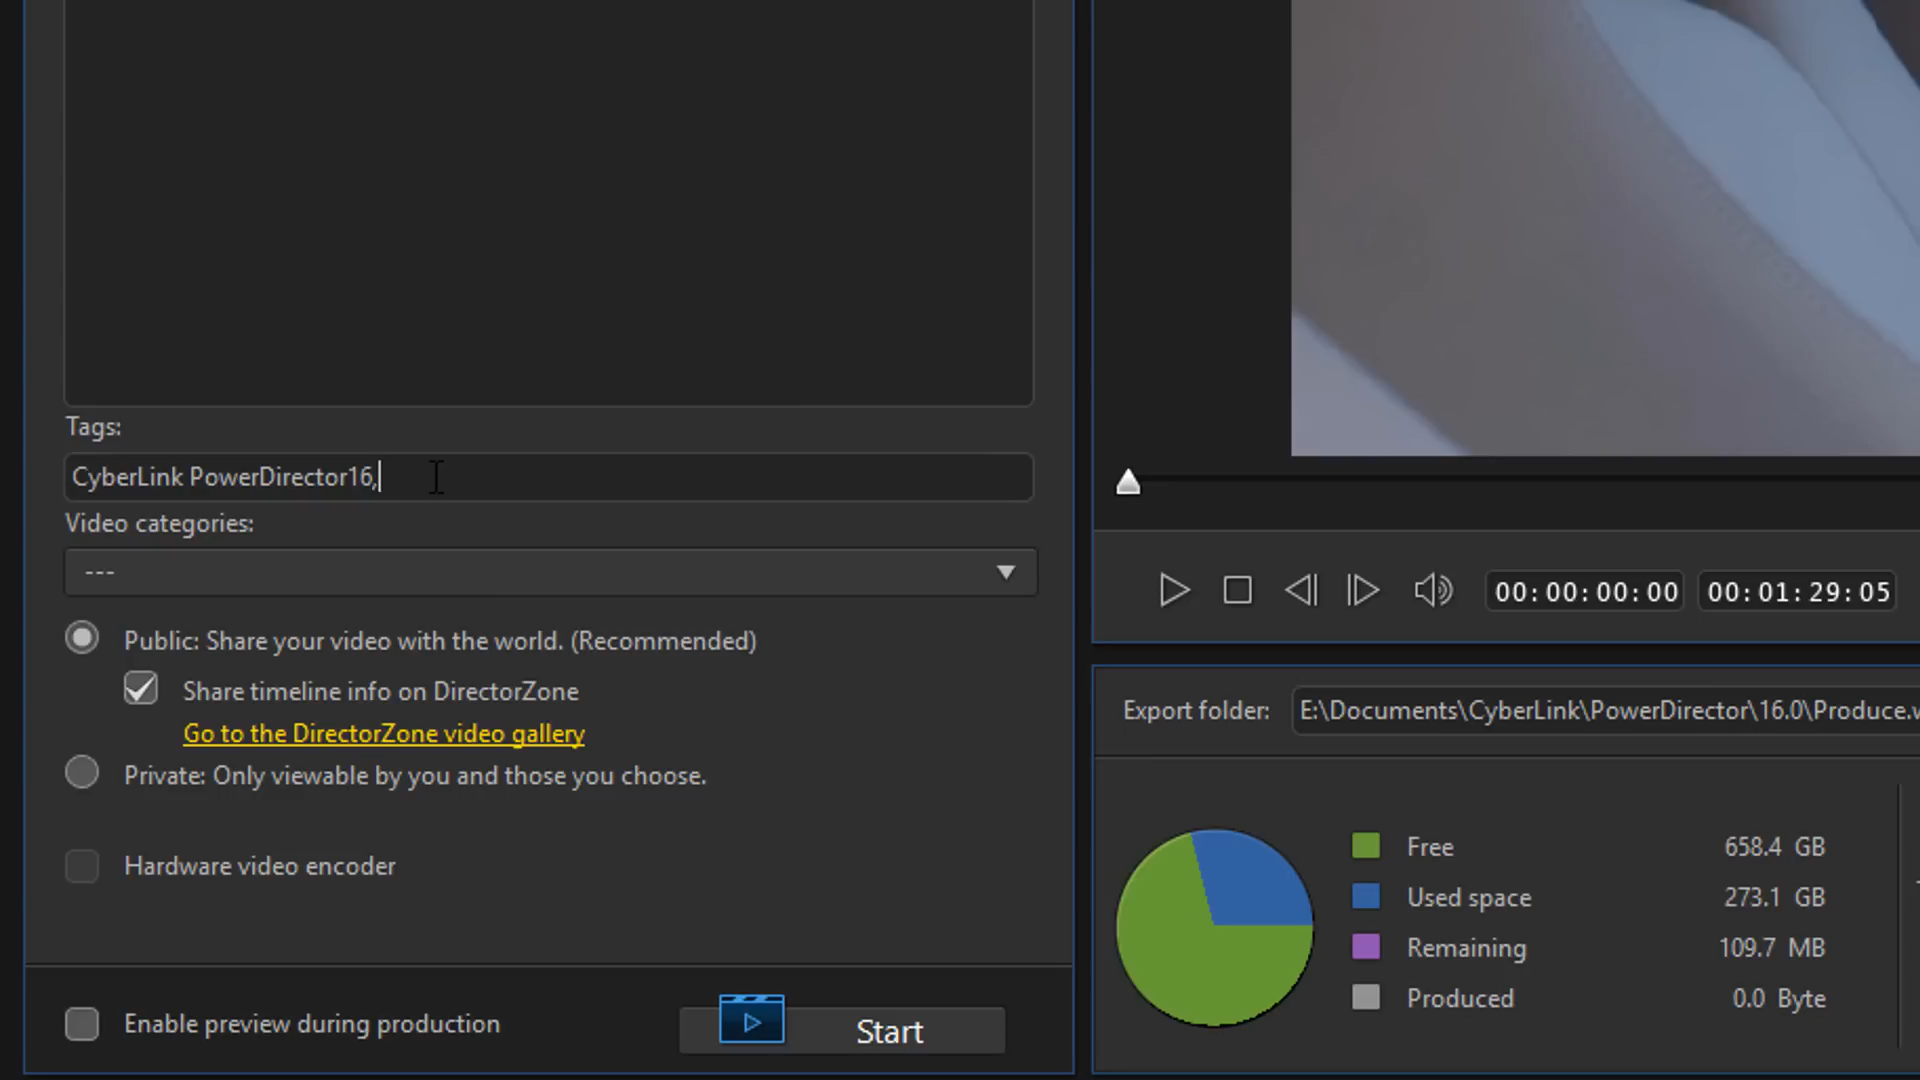 Tags:
CyberLink PowerDirector16,
Video categories:
---
Public: Share your video with the world. (Recommended)
Share timeline info on DirectorZone
Go to the DirectorZone video gallery
Private: Only viewable by you and those you choose.
Hardware video encoder
Enable preview during production
Start
00:00:00:00 00:01:29:05
Export folder: E:\Documents\CyberLink\PowerDirector\16.0\Produce.
Free 658.4 GB
Used space 273.1 GB
Remaining 109.7 MB
Produced 0.0 Byte